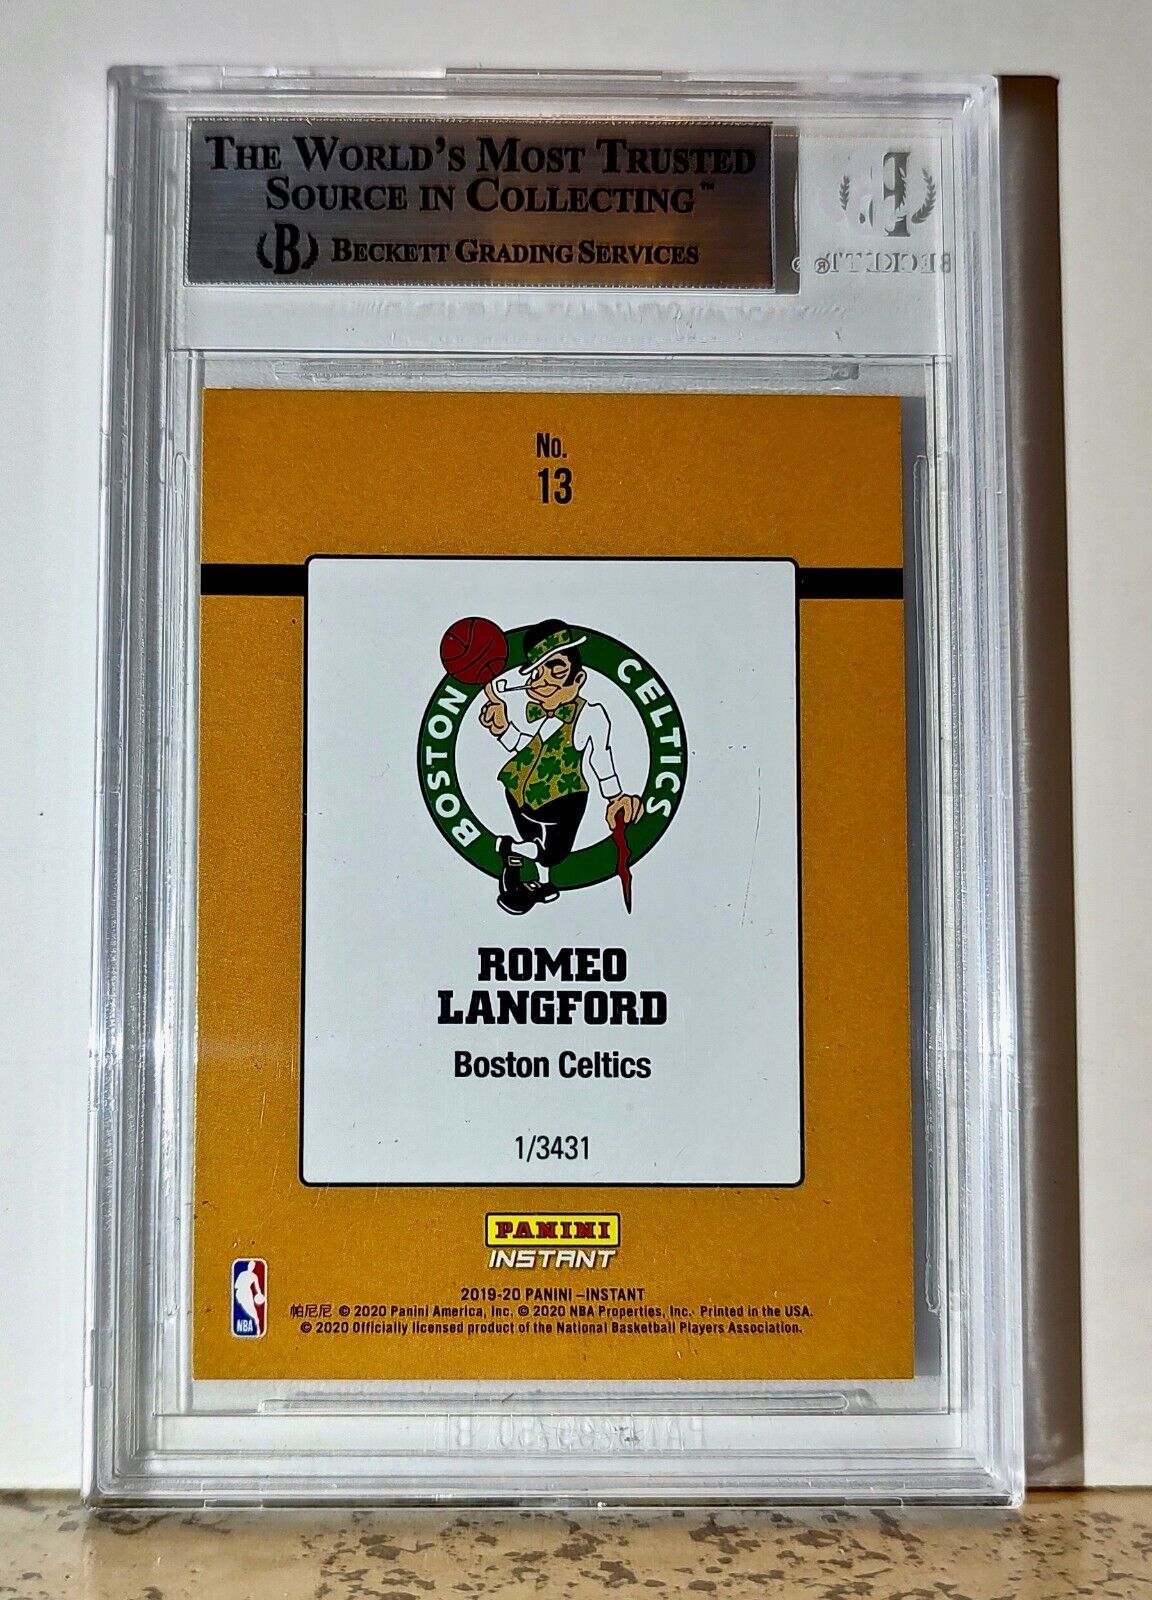 THE WORLD'S MOST TRUSTED
SOURCE IN COLLECTING™
B BECKETT GRADING SERVICES
BECKETT ®
No.
13
BOSTON CELTICS
ROMEO
LANGFORD
Boston Celtics
1/3431
PANINI
INSTANT
NBA
2019-20 PANINI –INSTANT
帕尼尼 © 2020 Panini America, Inc. © 2020 NBA Properties, Inc. Printed in the USA.
© 2020 Officially licensed product of the National Basketball Players Association.